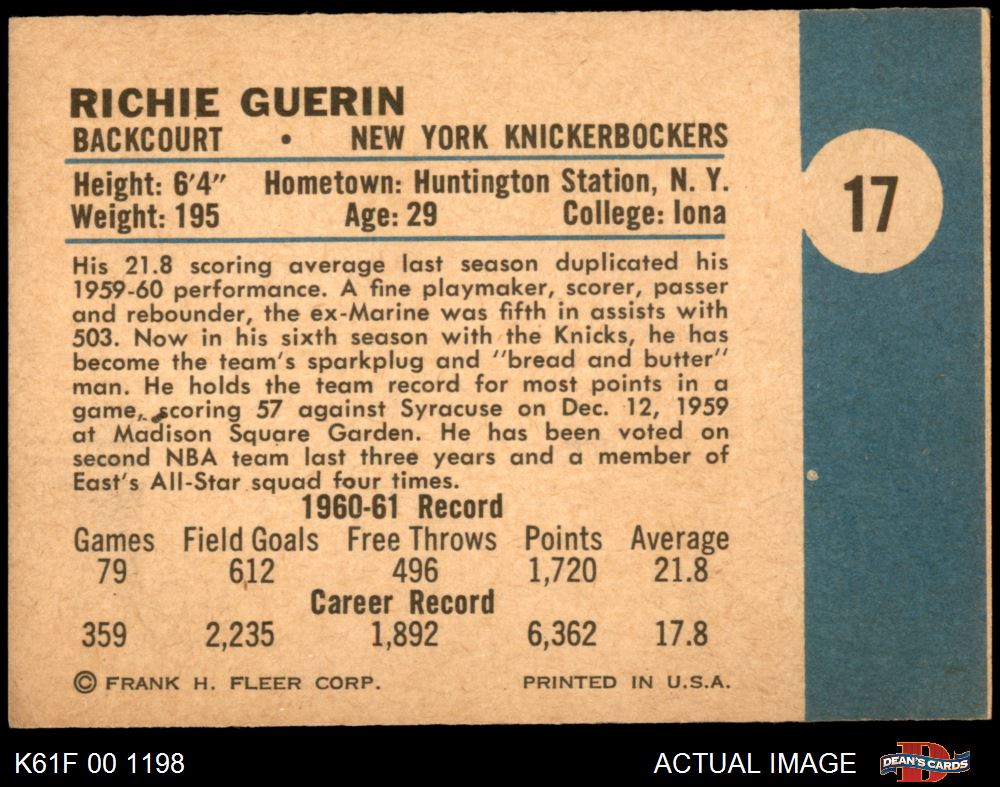 RICHIE GUERIN
BACKCOURT • NEW YORK KNICKERBOCKERS
Height: 6'4" Hometown: Huntington Station, N. Y.
Weight: 195 Age: 29 College: Iona
17
His 21.8 scoring average last season duplicated his
1959-60 performance. A fine playmaker, scorer, passer
and rebounder, the ex-Marine was fifth in assists with
503. Now in his sixth season with the Knicks, he has
become the team's sparkplug and "bread and butter"
man. He holds the team record for most points in a
game, scoring 57 against Syracuse on Dec. 12, 1959
at Madison Square Garden. He has been voted on
second NBA team last three years and a member of
East's All-Star squad four times.
1960-61 Record
Games Field Goals Free Throws Points Average
79 612 496 1,720 21.8
Career Record
359 2,235 1,892 6,362 17.8
© FRANK H. FLEER CORP. PRINTED IN U.S.A.
K61F 00 1198 ACTUAL IMAGE D DEAN'S CARDS